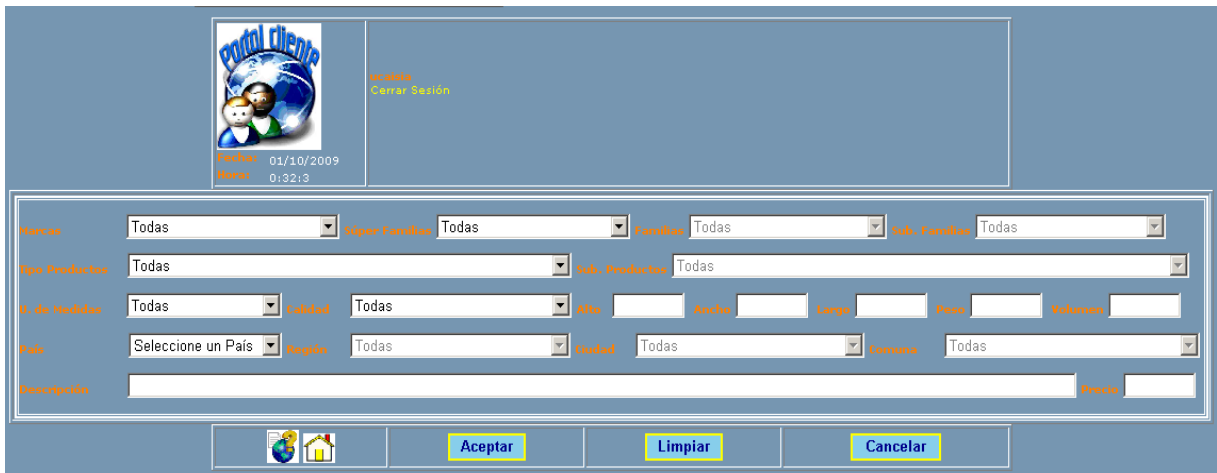 Portal cliente
Cerrar Sesión
Fecha: 01/10/2009
Hora: 0:32:3
Marcas Todas Súper Familias Todas Familias Todas Sub. Familias Todas
Tipo Productos Todas Sub. Productos Todas
U. de Medidas Todas Calidad Todas Alto Ancho Largo Peso Volumen
País Seleccione un País Región Todas Ciudad Todas Comuna Todas
Descripción Precio
Aceptar Limpiar Cancelar